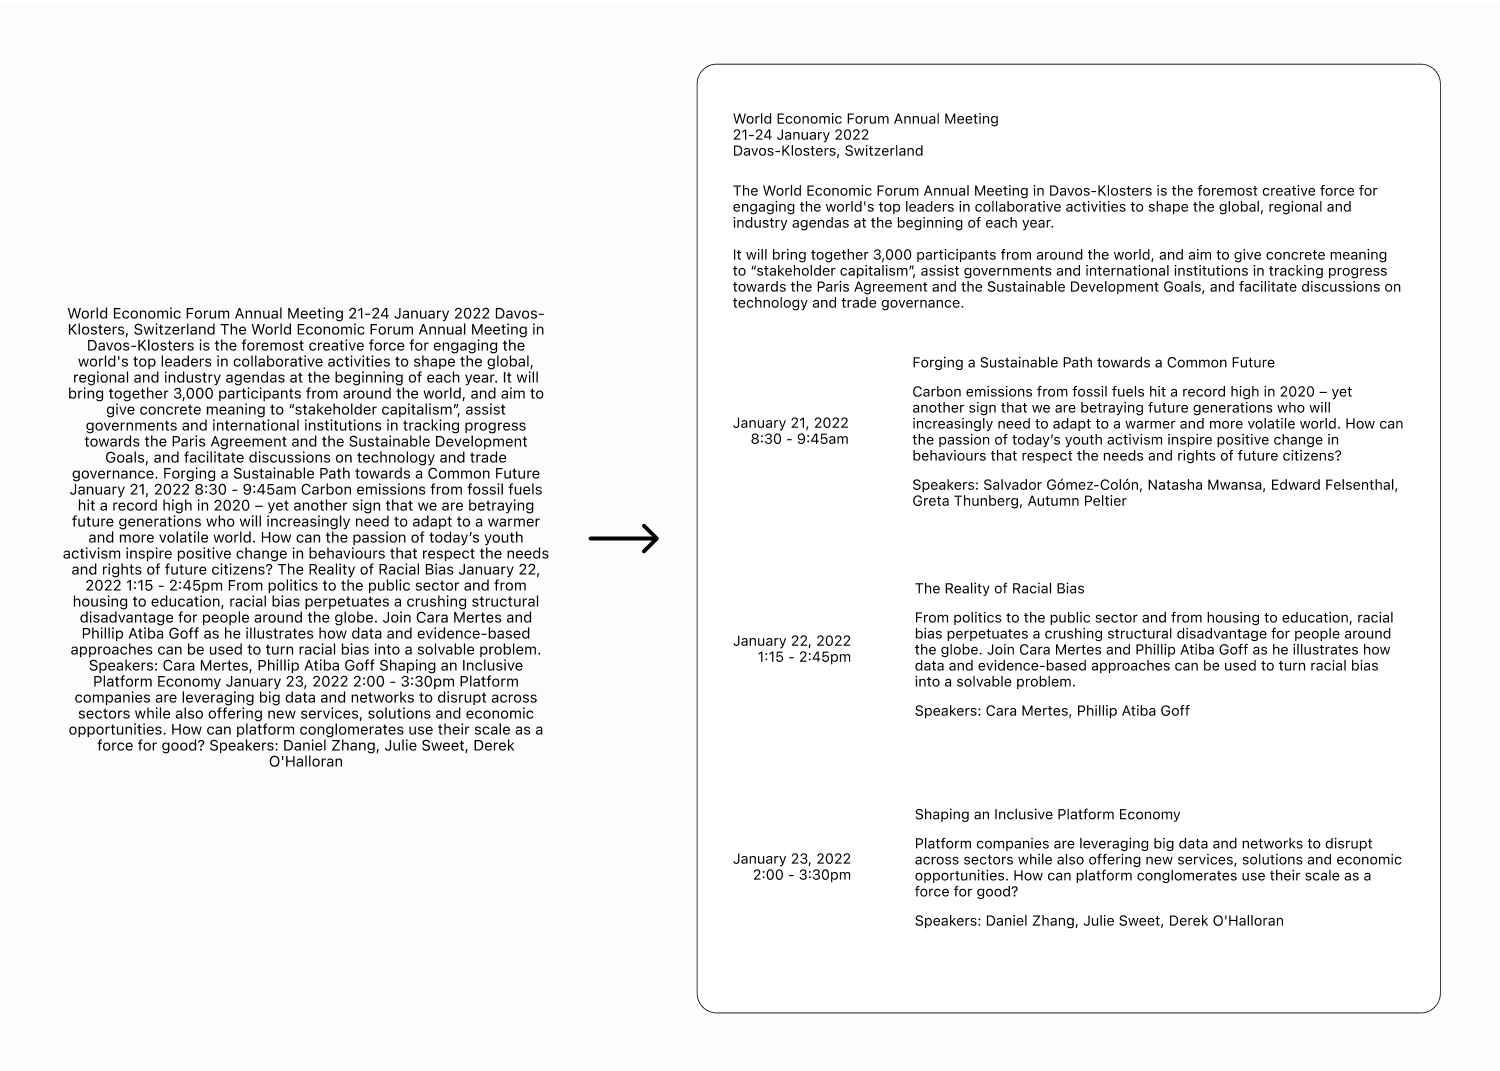 World Economic Forum Annual Meeting 21-24 January 2022 Davos-
Klosters, Switzerland The World Economic Forum Annual Meeting in
Davos-Klosters is the foremost creative force for engaging the
world's top leaders in collaborative activities to shape the global,
regional and industry agendas at the beginning of each year. It will
bring together 3,000 participants from around the world, and aim to
give concrete meaning to “stakeholder capitalism”, assist
governments and international institutions in tracking progress
towards the Paris Agreement and the Sustainable Development
Goals, and facilitate discussions on technology and trade
governance. Forging a Sustainable Path towards a Common Future
January 21, 2022 8:30 - 9:45am Carbon emissions from fossil fuels
hit a record high in 2020 – yet another sign that we are betraying
future generations who will increasingly need to adapt to a warmer
and more volatile world. How can the passion of today’s youth
activism inspire positive change in behaviours that respect the needs
and rights of future citizens? The Reality of Racial Bias January 22,
2022 1:15 - 2:45pm From politics to the public sector and from
housing to education, racial bias perpetuates a crushing structural
disadvantage for people around the globe. Join Cara Mertes and
Phillip Atiba Goff as he illustrates how data and evidence-based
approaches can be used to turn racial bias into a solvable problem.
Speakers: Cara Mertes, Phillip Atiba Goff Shaping an Inclusive
Platform Economy January 23, 2022 2:00 - 3:30pm Platform
companies are leveraging big data and networks to disrupt across
sectors while also offering new services, solutions and economic
opportunities. How can platform conglomerates use their scale as a
force for good? Speakers: Daniel Zhang, Julie Sweet, Derek
O'Halloran
World Economic Forum Annual Meeting
21-24 January 2022
Davos-Klosters, Switzerland
The World Economic Forum Annual Meeting in Davos-Klosters is the foremost creative force for
engaging the world's top leaders in collaborative activities to shape the global, regional and
industry agendas at the beginning of each year.
It will bring together 3,000 participants from around the world, and aim to give concrete meaning
to “stakeholder capitalism”, assist governments and international institutions in tracking progress
towards the Paris Agreement and the Sustainable Development Goals, and facilitate discussions on
technology and trade governance.
January 21, 2022
8:30 - 9:45am
Forging a Sustainable Path towards a Common Future
Carbon emissions from fossil fuels hit a record high in 2020 – yet
another sign that we are betraying future generations who will
increasingly need to adapt to a warmer and more volatile world. How can
the passion of today’s youth activism inspire positive change in
behaviours that respect the needs and rights of future citizens?
Speakers: Salvador Gómez-Colón, Natasha Mwansa, Edward Felsenthal,
Greta Thunberg, Autumn Peltier
January 22, 2022
1:15 - 2:45pm
The Reality of Racial Bias
From politics to the public sector and from housing to education, racial
bias perpetuates a crushing structural disadvantage for people around
the globe. Join Cara Mertes and Phillip Atiba Goff as he illustrates how
data and evidence-based approaches can be used to turn racial bias
into a solvable problem.
Speakers: Cara Mertes, Phillip Atiba Goff
January 23, 2022
2:00 - 3:30pm
Shaping an Inclusive Platform Economy
Platform companies are leveraging big data and networks to disrupt
across sectors while also offering new services, solutions and economic
opportunities. How can platform conglomerates use their scale as a
force for good?
Speakers: Daniel Zhang, Julie Sweet, Derek O'Halloran